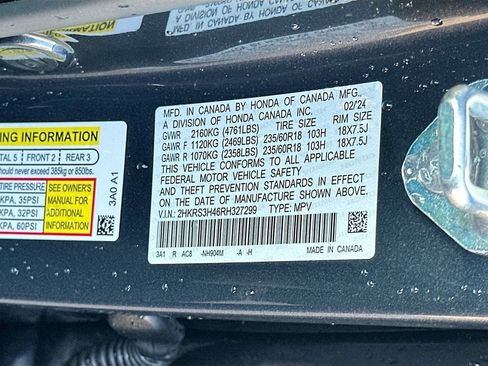 MFD. IN CANADA BY HONDA OF CANADA MFG.,
A DIVISION OF HONDA CANADA INC. 02/24
GVWR 2160KG (4761LBS) TIRE SIZE RIM SIZE
GAWR F 1120KG (2469LBS) 235/60R18 103H 18X7.5J
GAWR R 1070KG (2358LBS) 235/60R18 103H 18X7.5J
THIS VEHICLE CONFORMS TO ALL APPLICABLE
FEDERAL MOTOR VEHICLE SAFETY
AND THEFT PREVENTION STANDARDS IN EFFECT
ON THE DATE OF MANUFACTURE SHOWN ABOVE.
V.I.N.: 2HKRS3H46RH327299 TYPE: MPV
3A1 R AC8 -NH904M -A -H MADE IN CANADA
ING INFORMATION
TAL 5 FRONT 2 REAR 3
never exceed 385kg or 850lbs.
TIRE PRESSURE
KPA, 35PSI
KPA, 32PSI
KPA, 60PSI
SEE OWNER'S
MANUAL FOR
ADDITIONAL
INFORMATION
3A0 A1